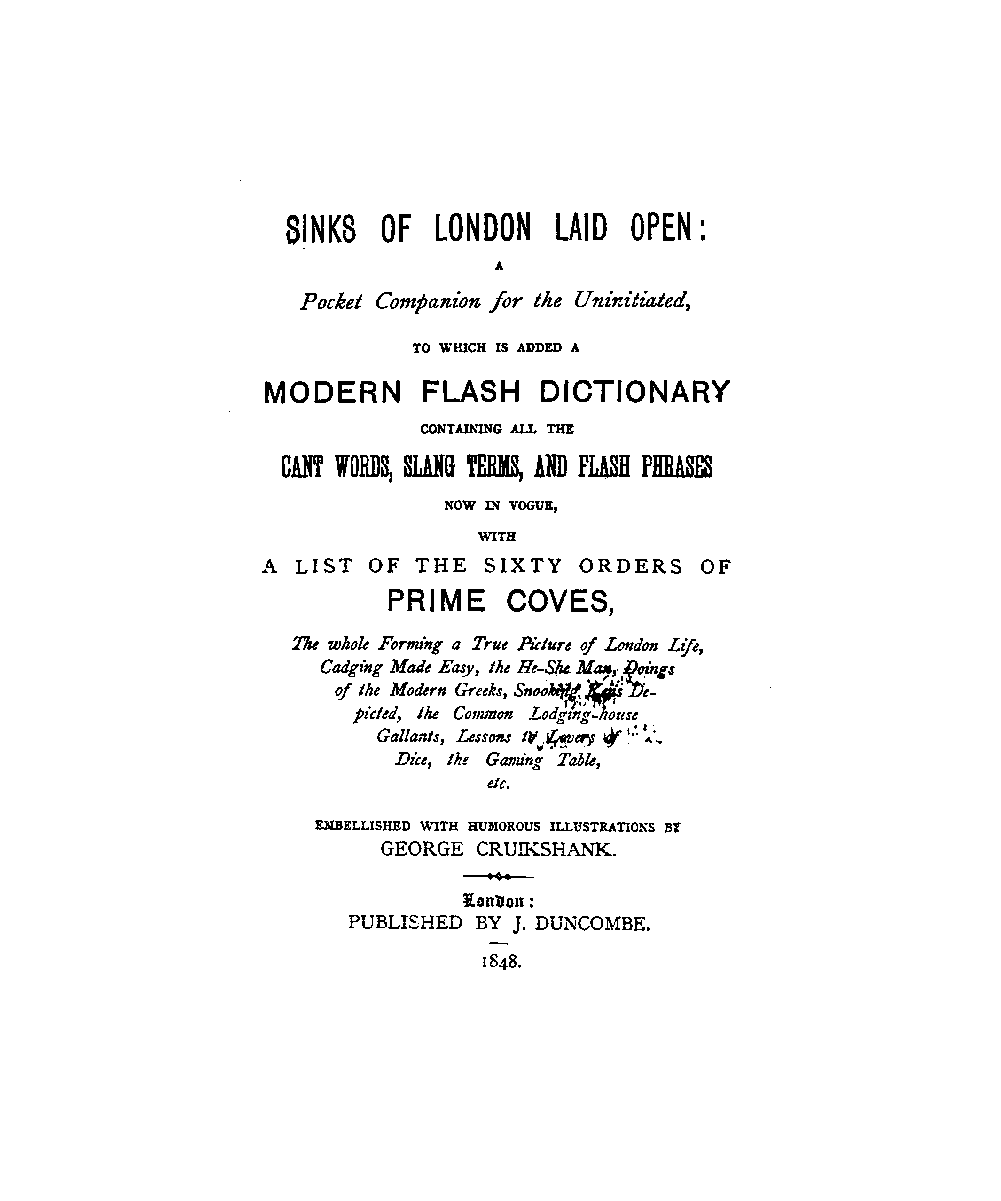 SINKS OF LONDON LAID OPEN:
A
Pocket Companion for the Uninitiated,
TO WHICH IS ADDED A
MODERN FLASH DICTIONARY
CONTAINING ALL THE
CANT WORDS, SLANG TERMS, AND FLASH PHRASES
NOW IN VOGUE,
WITH
A LIST OF THE SIXTY ORDERS OF
PRIME COVES,
The whole Forming a True Picture of London Life,
Cadging Made Easy, the He-She Man, Doings
of the Modern Greeks, Snooking Kens De-
picted, the Common Lodging-house
Gallants, Lessons to Lovers of
Dice, the Gaming Table,
etc.
EMBELLISHED WITH HUMOROUS ILLUSTRATIONS BY
GEORGE CRUIKSHANK.
London:
PUBLISHED BY J. DUNCOMBE.
1848.